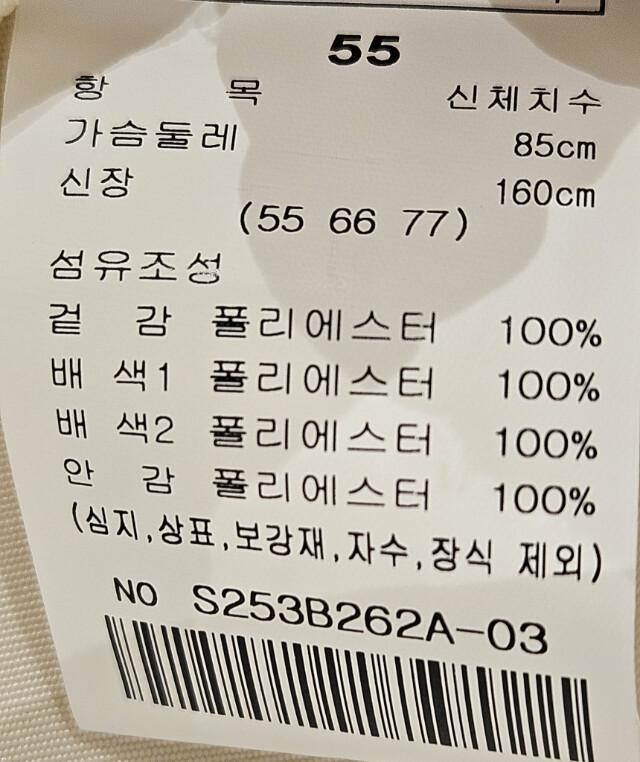 55
항 목 신체치수
가슴둘레 85cm
신장 160cm
(55 66 77)
섬유조성
겉 감 폴리에스터 100%
배 색1 폴리에스터 100%
배 색2 폴리에스터 100%
안 감 폴리에스터 100%
(심지,상표,보강재,자수,장식 제외)
NO S253B262A-03